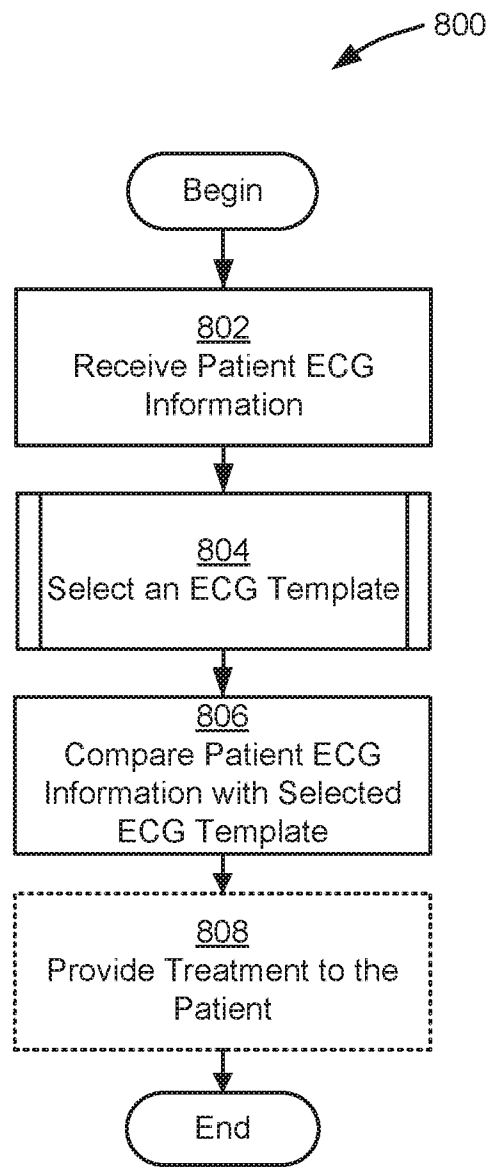 800
Begin
802
Receive Patient ECG
Information
804
Select an ECG Template
806
Compare Patient ECG
Information with Selected
ECG Template
808
Provide Treatment to the
Patient
End